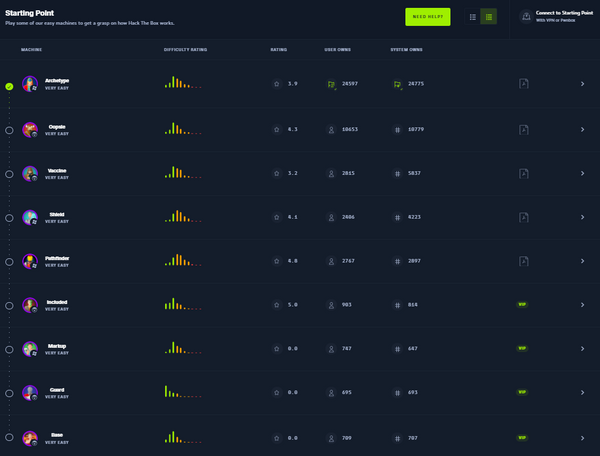 Starting Point
Play some of our easy machines to get a grasp on how Hack The Box works.
NEED HELP?
Connect to Starting Point
With VPN or Pwnbox
MACHINE DIFFICULTY RATING RATING USER OWNS SYSTEM OWNS
Archetype
VERY EASY
3.9 24597 24775
Oopsie
VERY EASY
4.3 10653 10779
Vaccine
VERY EASY
3.2 2815 5037
Shield
VERY EASY
4.1 2406 4223
Pathfinder
VERY EASY
4.8 2767 2897
Included
VERY EASY
5.0 903 864 VIP
Markup
VERY EASY
0.0 747 647 VIP
Guard
VERY EASY
0.0 695 693 VIP
Base
VERY EASY
0.0 709 707 VIP